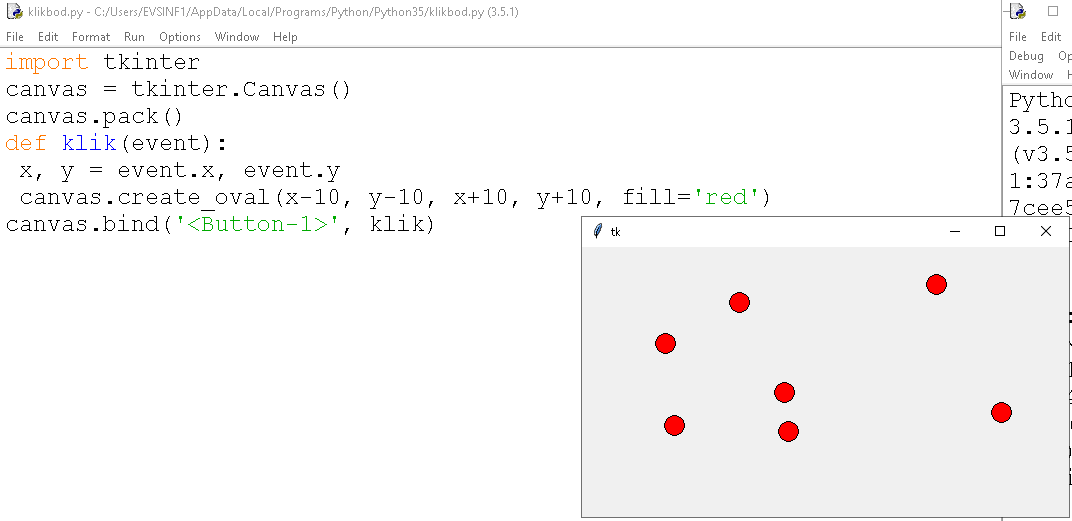 klikbod.py - C:/Users/EVSINF1/AppData/Local/Programs/Python/Python35/klikbod.py (3.5.1)
File Edit Format Run Options Window Help
import tkinter
canvas = tkinter.Canvas()
canvas.pack()
def klik(event):
 x, y = event.x, event.y
 canvas.create_oval(x-10, y-10, x+10, y+10, fill='red')
canvas.bind('<Button-1>', klik)
tk
File Edit
Debug
Window
3.5.1
(v3.5
1:37a
7cee5